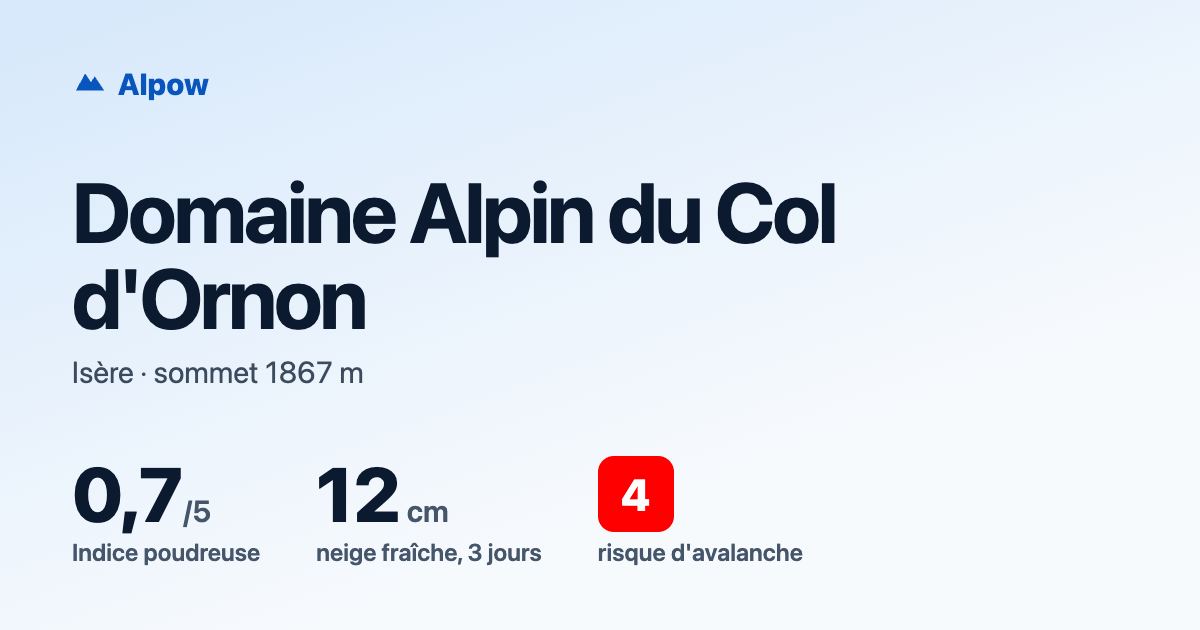 Alpow
Domaine Alpin du Col
d'Ornon
Isère · sommet 1867 m
0,7/5
12 cm
4
Indice poudreuse
neige fraîche, 3 jours
risque d'avalanche